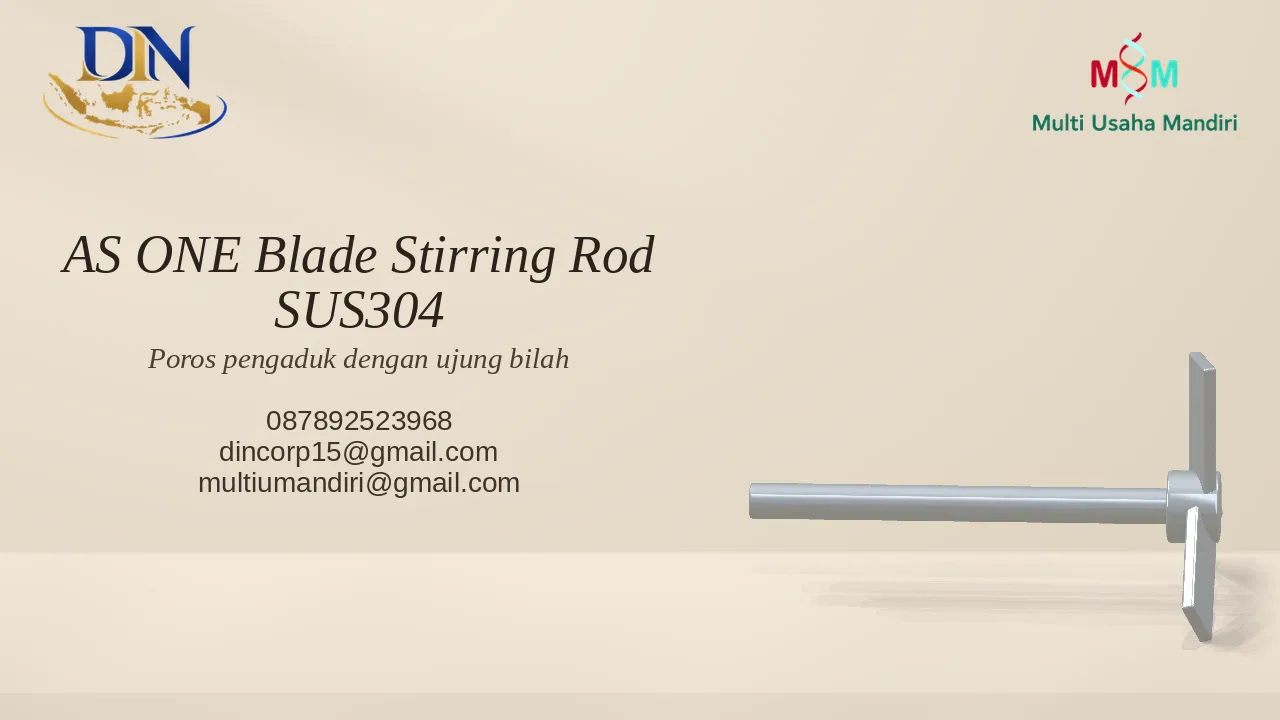 DIN
MSM
Multi Usaha Mandiri
AS ONE Blade Stirring Rod
SUS304
Poros pengaduk dengan ujung bilah
087892523968
dincorp15@gmail.com
multiumandiri@gmail.com